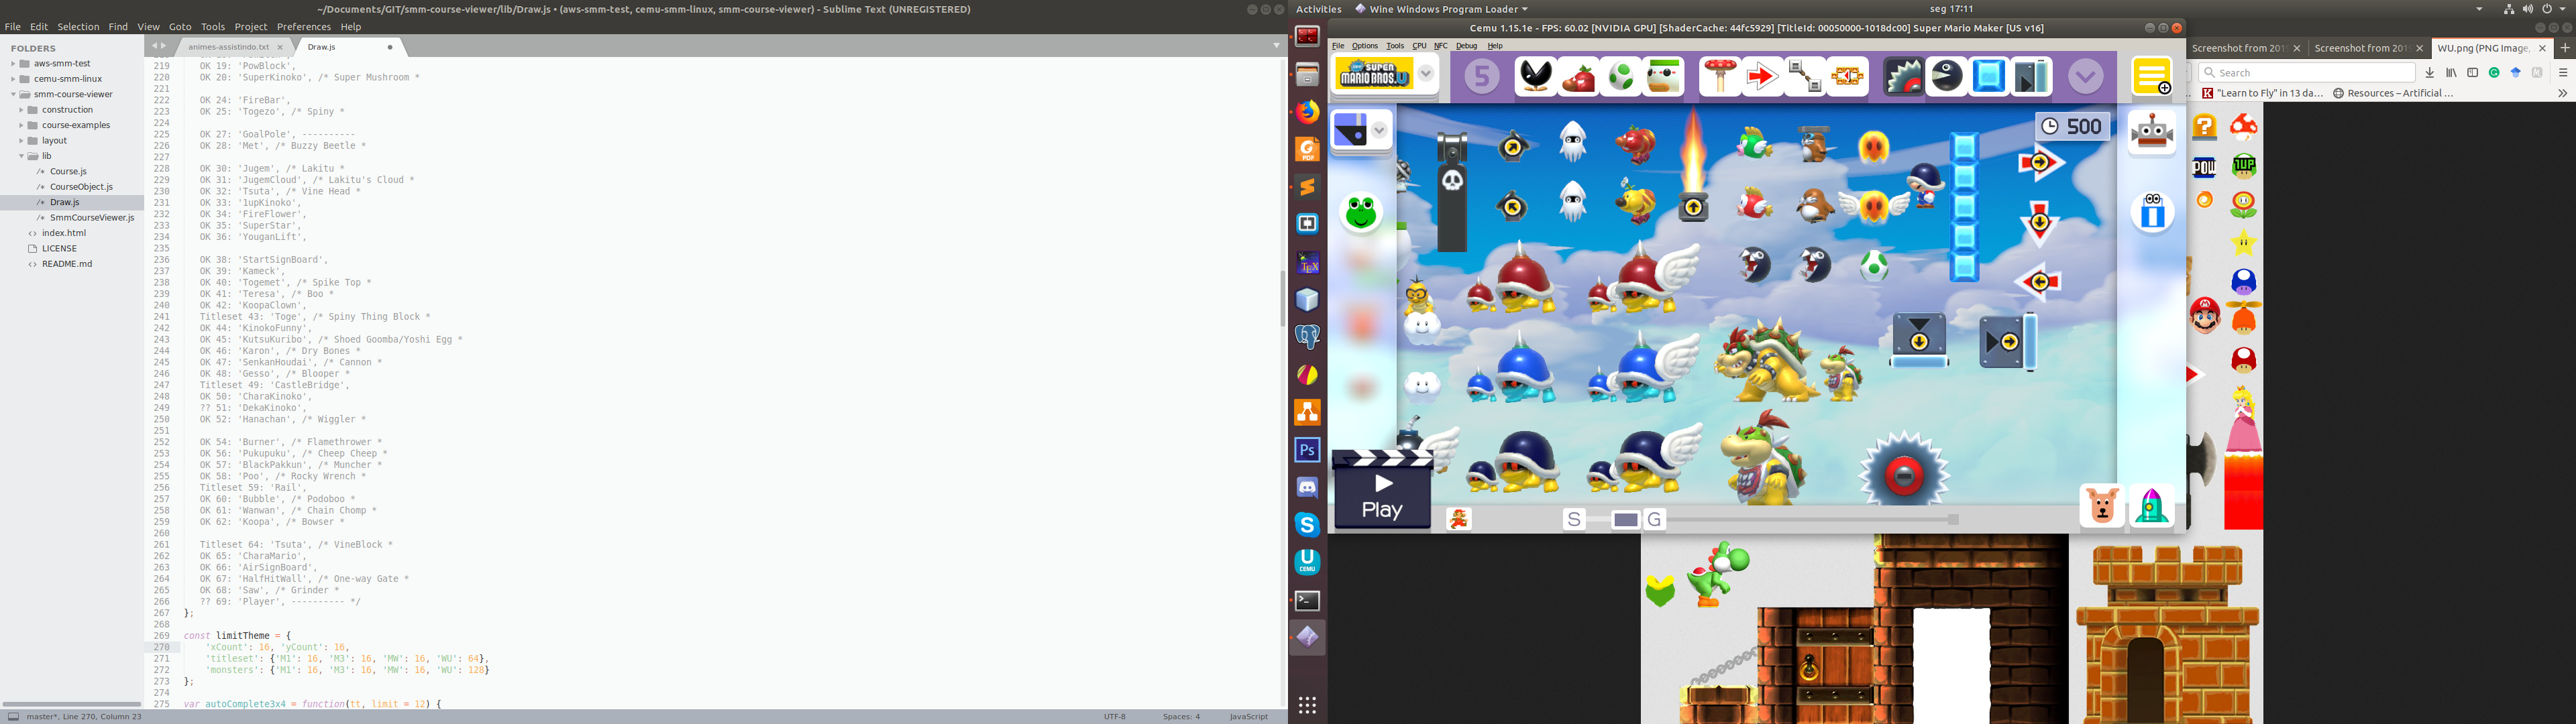 ~/Documents/GIT/smm-course-viewer/lib/Draw.js • (aws-smm-test, cemu-smm-linux, smm-course-viewer) - Sublime Text (UNREGISTERED)
File Edit Selection Find View Goto Tools Project Preferences Help
FOLDERS
aws-smm-test
cemu-smm-linux
smm-course-viewer
construction
course-examples
layout
lib
Course.js
CourseObject.js
Draw.js
SmmCourseViewer.js
index.html
LICENSE
README.md
animes-assistindo.txt
Draw.js
219 OK 19: 'PowBlock',
220 OK 20: 'SuperKinoko', /* Super Mushroom *
221
222 OK 24: 'FireBar',
223 OK 25: 'Togezo', /* Spiny *
224
225 OK 27: 'GoalPole', ----------
226 OK 28: 'Met', /* Buzzy Beetle *
227
228 OK 30: 'Jugem', /* Lakitu *
229 OK 31: 'JugemCloud', /* Lakitu's Cloud *
230 OK 32: 'Tsuta', /* Vine Head *
231 OK 33: '1upKinoko',
232 OK 34: 'FireFlower',
233 OK 35: 'SuperStar',
234 OK 36: 'YouganLift',
235
236 OK 38: 'StartSignBoard',
237 OK 39: 'Kameck',
238 OK 40: 'Togemet', /* Spike Top *
239 OK 41: 'Teresa', /* Boo *
240 OK 42: 'KoopaClown',
241 Titleset 43: 'Toge', /* Spiny Thing Block *
242 OK 44: 'KinokoFunny',
243 OK 45: 'KutsuKuribo', /* Shoed Goomba/Yoshi Egg *
244 OK 46: 'Karon', /* Dry Bones *
245 OK 47: 'SenkanHoudai', /* Cannon *
246 OK 48: 'Gesso', /* Blooper *
247 Titleset 49: 'CastleBridge',
248 OK 50: 'CharaKinoko',
249 ?? 51: 'DekaKinoko',
250 OK 52: 'Hanachan', /* Wiggler *
251
252 OK 54: 'Burner', /* Flamethrower *
253 OK 56: 'Pukupuku', /* Cheep Cheep *
254 OK 57: 'BlackPakkun', /* Muncher *
255 OK 58: 'Poo', /* Rocky Wrench *
256 Titleset 59: 'Rail',
257 OK 60: 'Bubble', /* Podoboo *
258 OK 61: 'Wanwan', /* Chain Chomp *
259 OK 62: 'Koopa', /* Bowser *
260
261 Titleset 64: 'Tsuta', /* VineBlock *
262 OK 65: 'CharaMario',
263 OK 66: 'AirSignBoard',
264 OK 67: 'HalfHitWall', /* One-way Gate *
265 OK 68: 'Saw', /* Grinder *
266 ?? 69: 'Player', ---------- */
267 };
268
269 const limitTheme = {
270 'xCount': 16, 'yCount': 16,
271 'titleset': {'M1': 16, 'M3': 16, 'MW': 16, 'WU': 64},
272 'monsters': {'M1': 16, 'M3': 16, 'MW': 16, 'WU': 128}
273 };
274
275 var autoComplete3x4 = function(tt, limit = 12) {
master*, Line 270, Column 23
UTF-8 Spaces: 4 JavaScript
Activities Wine Windows Program Loader seg 17:11
Cemu 1.15.1e - FPS: 60.02 [NVIDIA GPU] [ShaderCache: 44fc5929] [TitleId: 00050000-1018dc00] Super Mario Maker [US v16]
File Options Tools CPU NFC Debug Help
NEW SUPER MARIO BROS. U
5
500
Play
S G
Screenshot from 201
Screenshot from 201
WU.png (PNG Image,
Search
"Learn to Fly" in 13 da...
Resources – Artificial ...
POW
1UP
PDF
TEX
Ps
U
CEMU